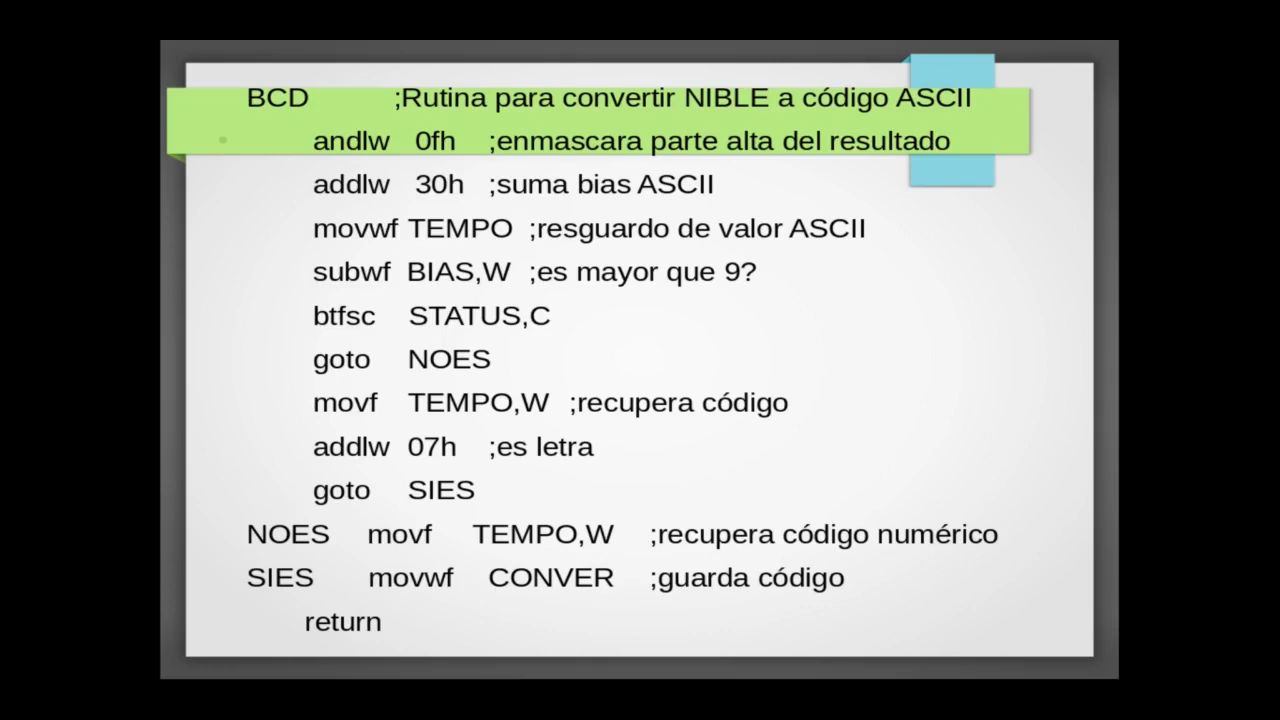 BCD ;Rutina para convertir NIBLE a código ASCII
andlw 0fh ;enmascara parte alta del resultado
addlw 30h ;suma bias ASCII
movwf TEMPO ;resguardo de valor ASCII
subwf BIAS,W ;es mayor que 9?
btfsc STATUS,C
goto NOES
movf TEMPO,W ;recupera código
addlw 07h ;es letra
goto SIES
NOES movf TEMPO,W ;recupera código numérico
SIES movwf CONVER ;guarda código
return